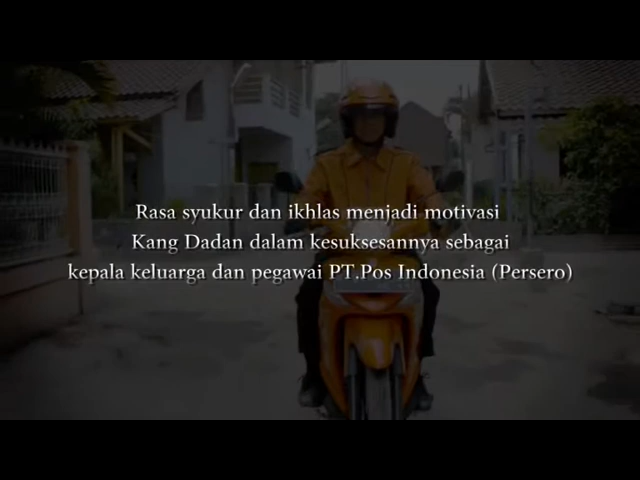 Rasa syukur dan ikhlas menjadi motivasi
Kang Dadan dalam kesuksesannya sebagai
kepala keluarga dan pegawai PT.Pos Indonesia (Persero)